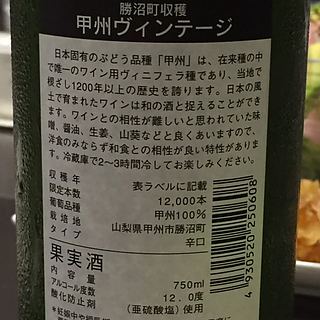 勝沼町収穫
甲州ヴィンテージ
日本固有のぶどう品種「甲州」は、在来種の中
で唯一のワイン用ヴィニフェラ種であり、当地で
根ざし1200年以上の歴史を誇ります。日本の風
土で育まれたワインは和の酒と捉えることができ
ます。ワインとの相性が難しいと思われていた味
噌、醤油、生姜、山葵などと良くあいますので、
洋食のみならず和食との相性が良い特性がありま
す。冷蔵庫で2〜3時間冷してお楽しみください。
収穫年 表ラベルに記載
限定本数 12,000本
葡萄品種 甲州100%
栽培地 山梨県甲州市勝沼町
タイプ 辛口
果実酒
内容量 750ml
アルコール度数 12.0度
酸化防止剤 (亜硫酸塩)使用
4930520250608